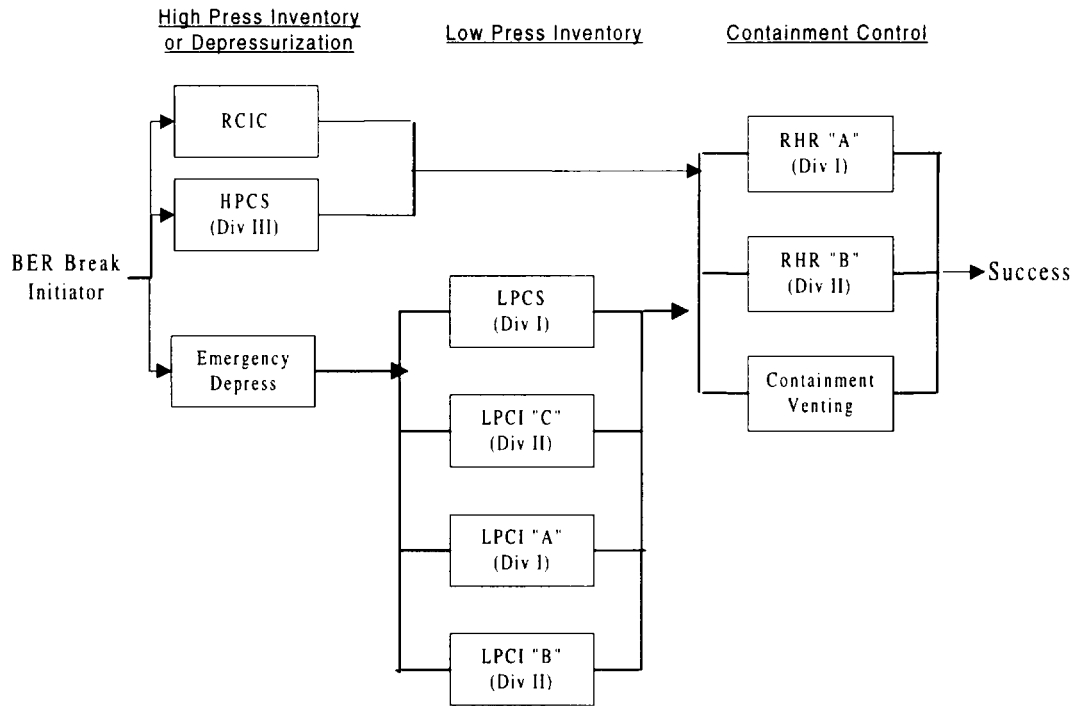 High Press Inventory
or Depressurization
Low Press Inventory
Containment Control
RCIC
HPCS
(Div III)
BER Break
Initiator
Emergency
Depress
LPCS
(Div I)
LPCI "C"
(Div II)
LPCI "A"
(Div I)
LPCI "B"
(Div II)
RHR "A"
(Div I)
RHR "B"
(Div II)
Containment
Venting
Success